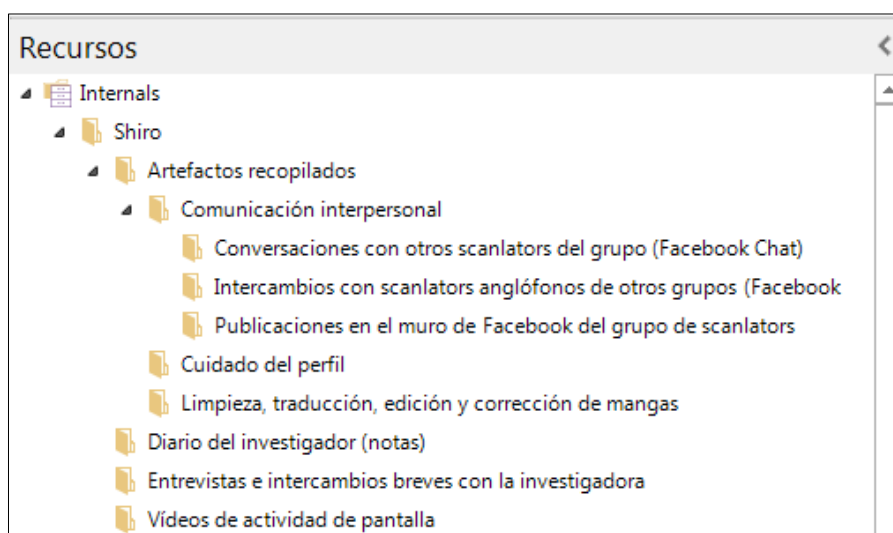 Recursos
Internals
Shiro
Artefactos recopilados
Comunicación interpersonal
Conversaciones con otros scanlators del grupo (Facebook Chat)
Intercambios con scanlators anglófonos de otros grupos (Facebook
Publicaciones en el muro de Facebook del grupo de scanlators
Cuidado del perfil
Limpieza, traducción, edición y corrección de mangas
Diario del investigador (notas)
Entrevistas e intercambios breves con la investigadora
Vídeos de actividad de pantalla